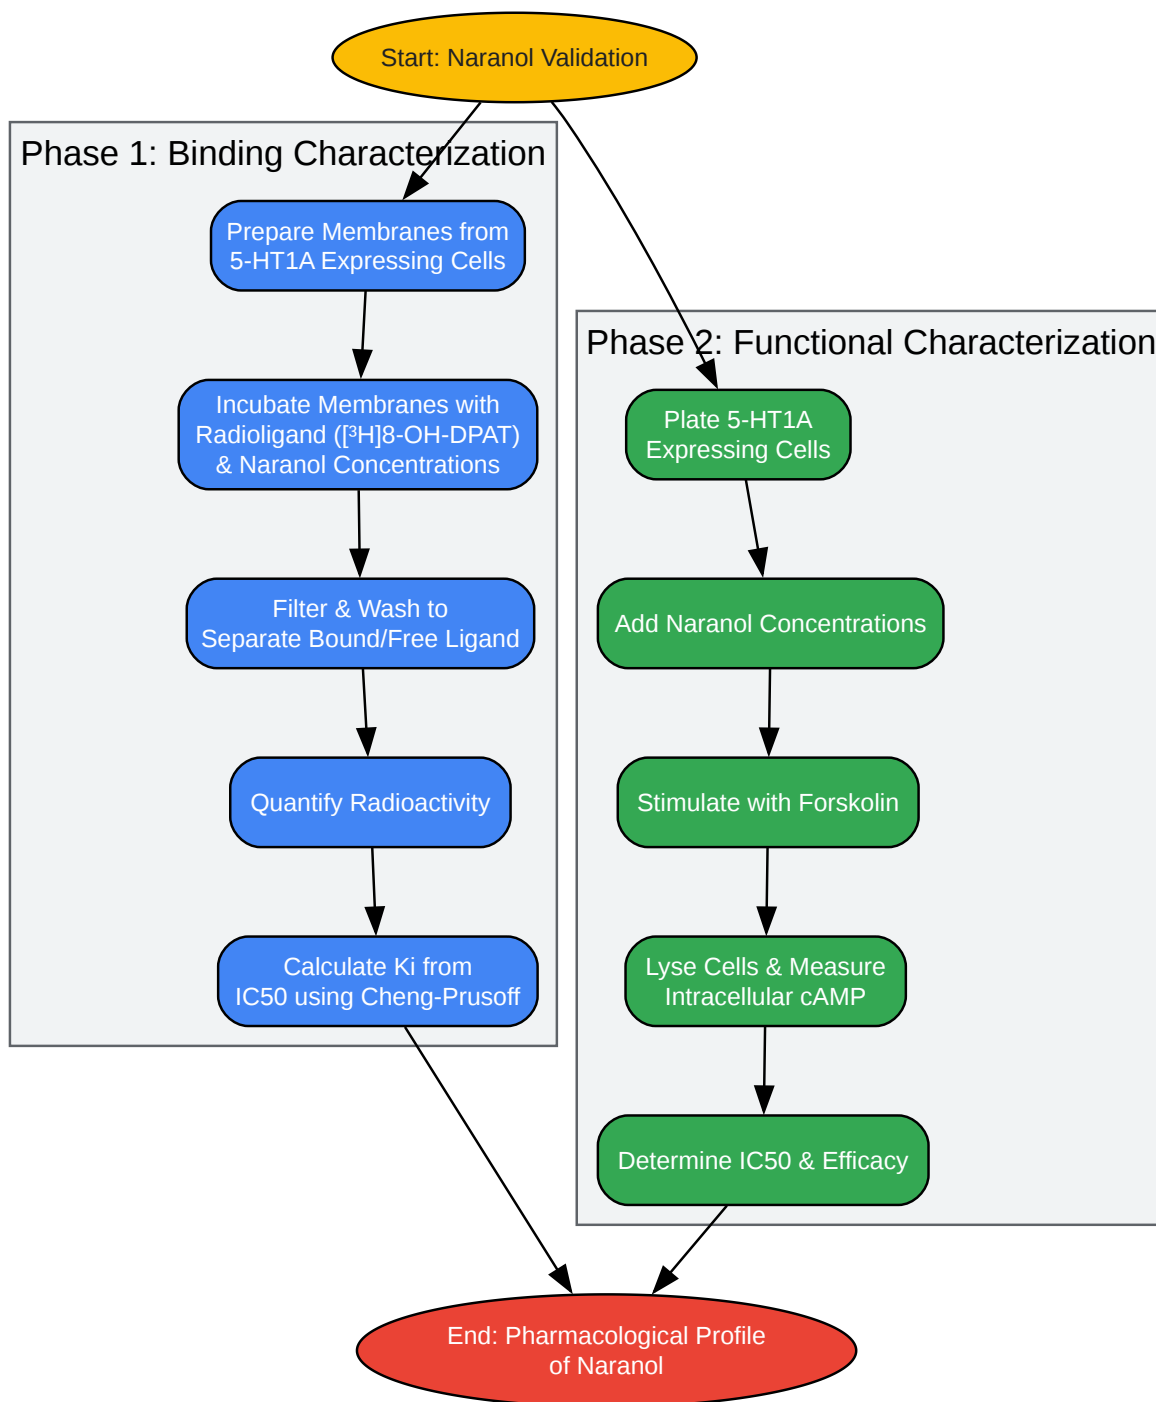 Start: Naranol Validation
Phase 1: Binding Characterization
Prepare Membranes from
5-HT1A Expressing Cells
Incubate Membranes with
Radioligand ([³H]8-OH-DPAT)
& Naranol Concentrations
Filter & Wash to
Separate Bound/Free Ligand
Quantify Radioactivity
Calculate Ki from
IC50 using Cheng-Prusoff
Phase 2: Functional Characterization
Plate 5-HT1A
Expressing Cells
Add Naranol Concentrations
Stimulate with Forskolin
Lyse Cells & Measure
Intracellular cAMP
Determine IC50 & Efficacy
End: Pharmacological Profile
of Naranol